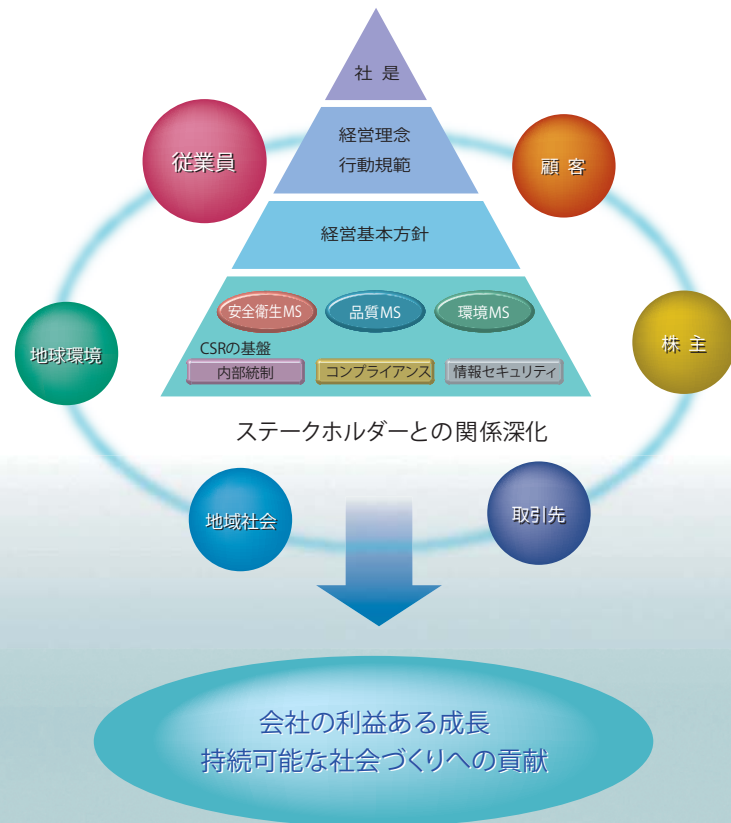 社 是
経営理念
行動規範
従業員
顧 客
経営基本方針
安全衛生MS
品質MS
環境MS
地球環境
株 主
CSRの基盤
内部統制
コンプライアンス
情報セキュリティ
ステークホルダーとの関係深化
地域社会
取引先
会社の利益ある成長
持続可能な社会づくりへの貢献